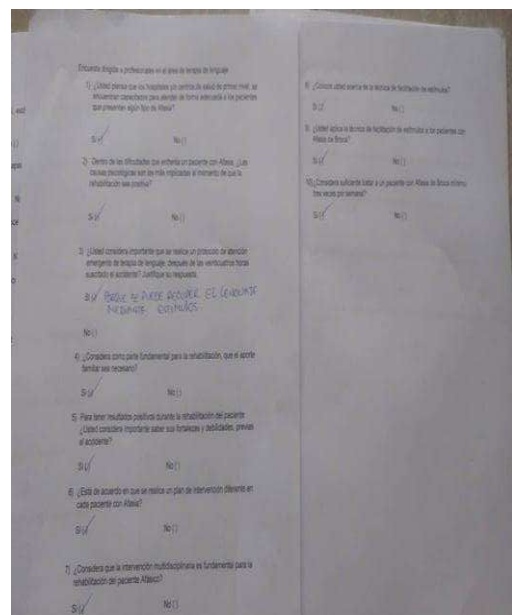 Encuesta dirigida a profesionales en el área de terapia de lenguaje
1) ¿Usted piensa que los hospitales y/o centros de salud de primer nivel, se
encuentran capacitados para atender de forma adecuada a los pacientes
que presentan algún tipo de Afasia?
Si (/) No ( )
2) Dentro de las dificultades que enfrenta un paciente con Afasia. ¿Las
causas psicológicas son las más implicadas al momento de que la
rehabilitación sea positiva?
Si (/) No ( )
3) ¿Usted considera importante que se realice un protocolo de atención
emergente de terapia de lenguaje, después de las veinticuatro horas
suscitado el accidente? Justifique su respuesta.
Si (/) PORQUE SE PUEDE ACCEDER EL LENGUAJE
MEDIANTE ESTIMULOS
No ( )
4) ¿Considera como parte fundamental para la rehabilitación, que el aporte
familiar sea necesario?
Si (/) No ( )
5) Para tener resultados positivos durante la rehabilitación del paciente
¿Usted considera importante saber sus fortalezas y debilidades, previas
al accidente?
Si (/) No ( )
6) ¿Está de acuerdo en que se realice un plan de intervención diferente en
cada paciente con Afasia?
Si (/) No ( )
7) ¿Considera que la intervención multidisciplinaria es fundamental para la
rehabilitación del paciente Afásico?
Si (/) No ( )
8) ¿Conoce usted acerca de la técnica de facilitación de estímulos?
Si (/) No ( )
9) ¿Usted aplica la técnica de facilitación de estímulos a los pacientes con
Afasia de Broca?
Si (/) No ( )
10) ¿Considera suficiente tratar a un paciente con Afasia de Broca mínimo
tres veces por semana?
Si (/) No ( )